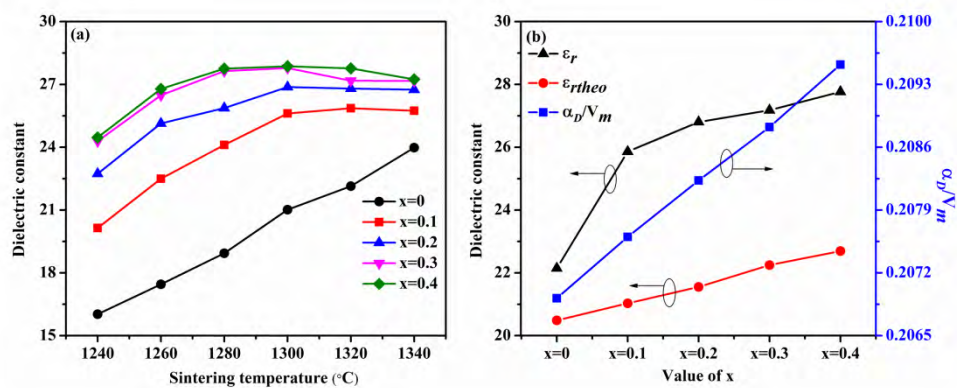 (a)
Dielectric constant
30
27
24
21
18
15
x=0
x=0.1
x=0.2
x=0.3
x=0.4
1240 1260 1280 1300 1320 1340
Sintering temperature (°C)
(b)
Dielectric constant
30
28
26
24
22
20
εr
εrtheo
αD/Vm
0.2100
0.2093
0.2086
0.2079
0.2072
0.2065
αD/Vm
x=0 x=0.1 x=0.2 x=0.3 x=0.4
Value of x